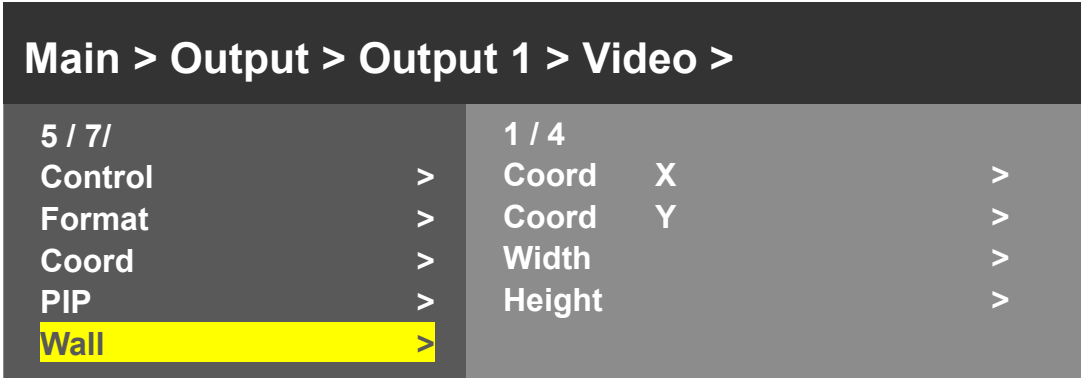 Main > Output > Output 1 > Video >
5 / 7/
Control >
Format >
Coord >
PIP >
Wall >
1 / 4
Coord X >
Coord Y >
Width >
Height >